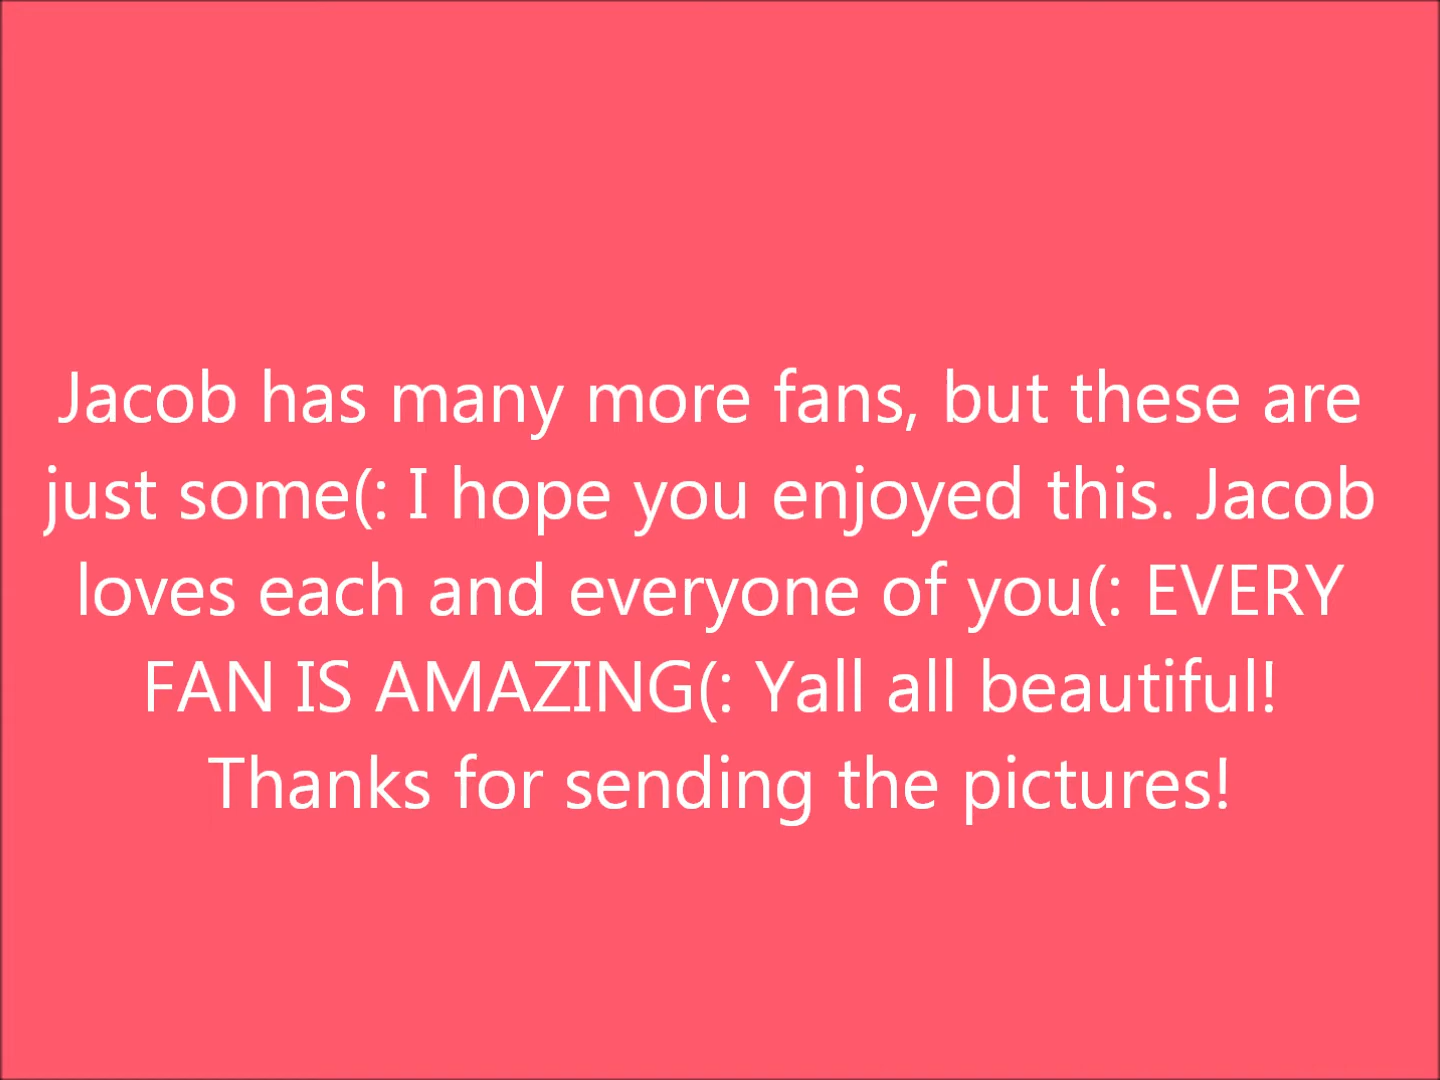 Jacob has many more fans, but these are
just some(: I hope you enjoyed this. Jacob
loves each and everyone of you(: EVERY
FAN IS AMAZING(: Yall all beautiful!
Thanks for sending the pictures!